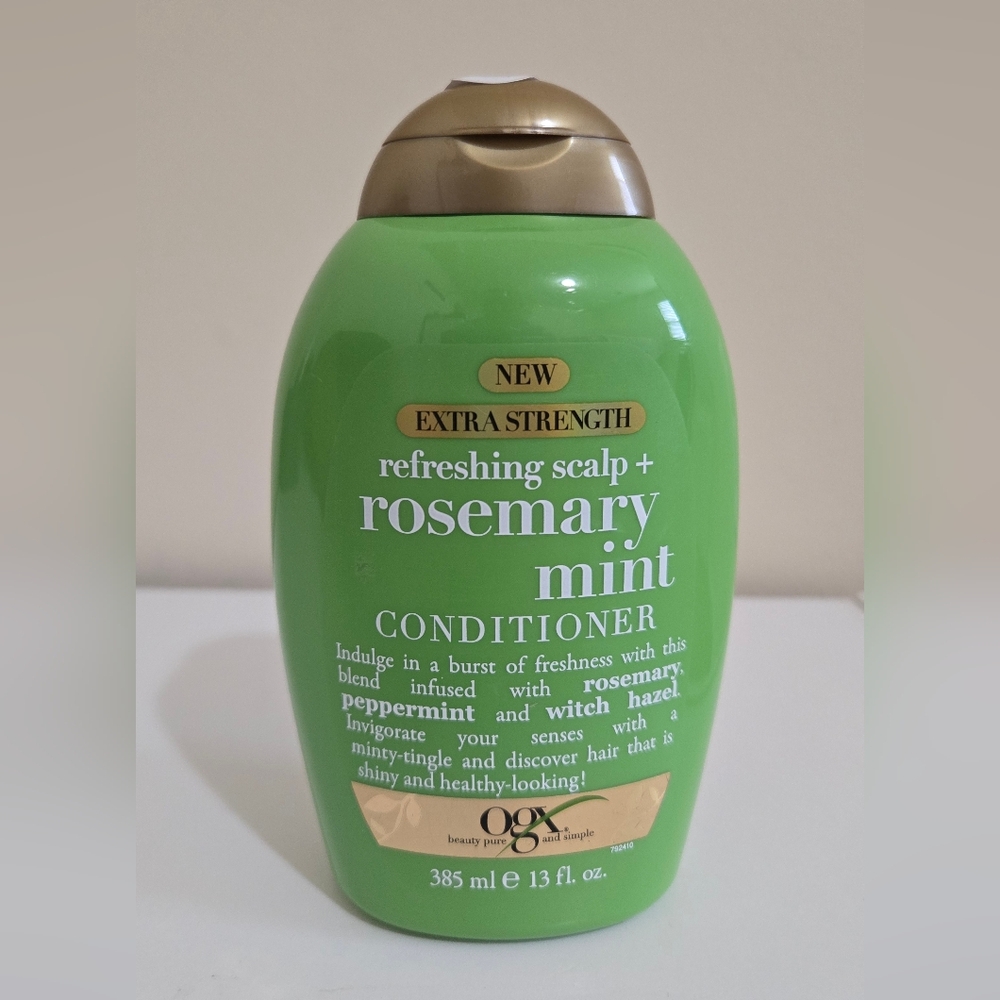 NEW
EXTRA STRENGTH
refreshing scalp +
rosemary
mint
CONDITIONER
Indulge in a burst of freshness with this
blend infused with rosemary,
peppermint and witch hazel.
Invigorate your senses with a
minty-tingle and discover hair that is
shiny and healthy-looking!
ogx®
beauty pure and simple
792410
385 ml ℮ 13 fl. oz.